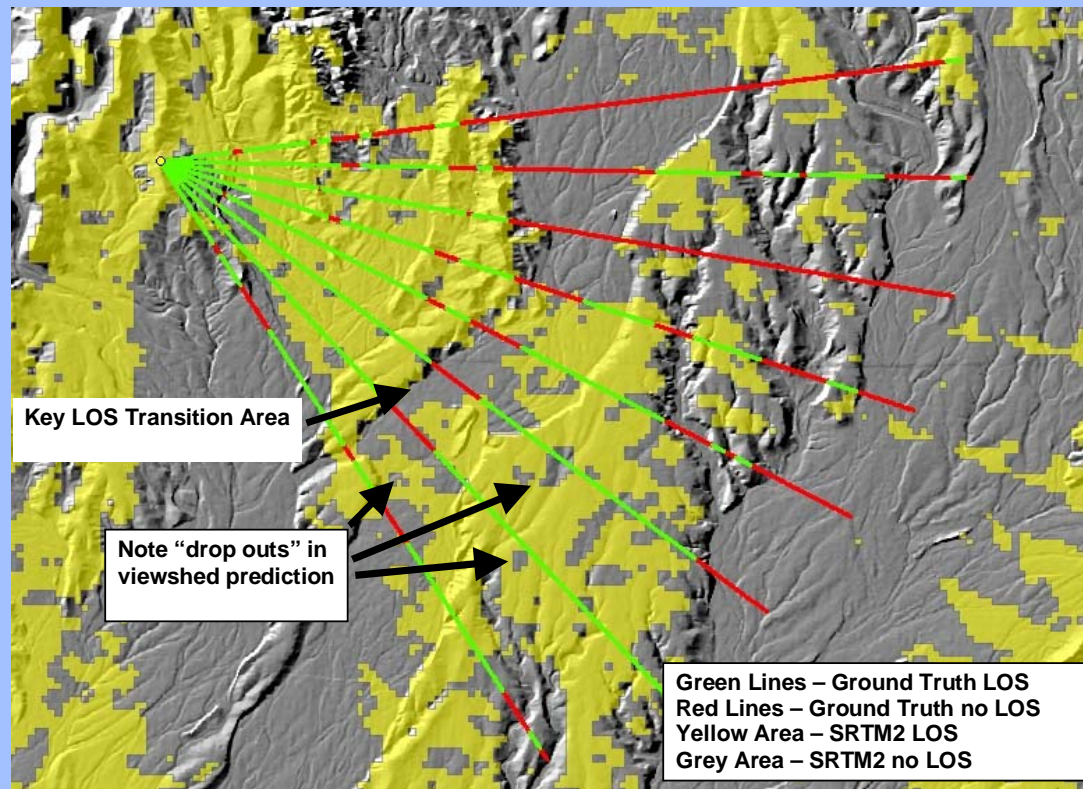 Key LOS Transition Area
Note “drop outs” in
viewshed prediction
Green Lines – Ground Truth LOS
Red Lines – Ground Truth no LOS
Yellow Area – SRTM2 LOS
Grey Area – SRTM2 no LOS